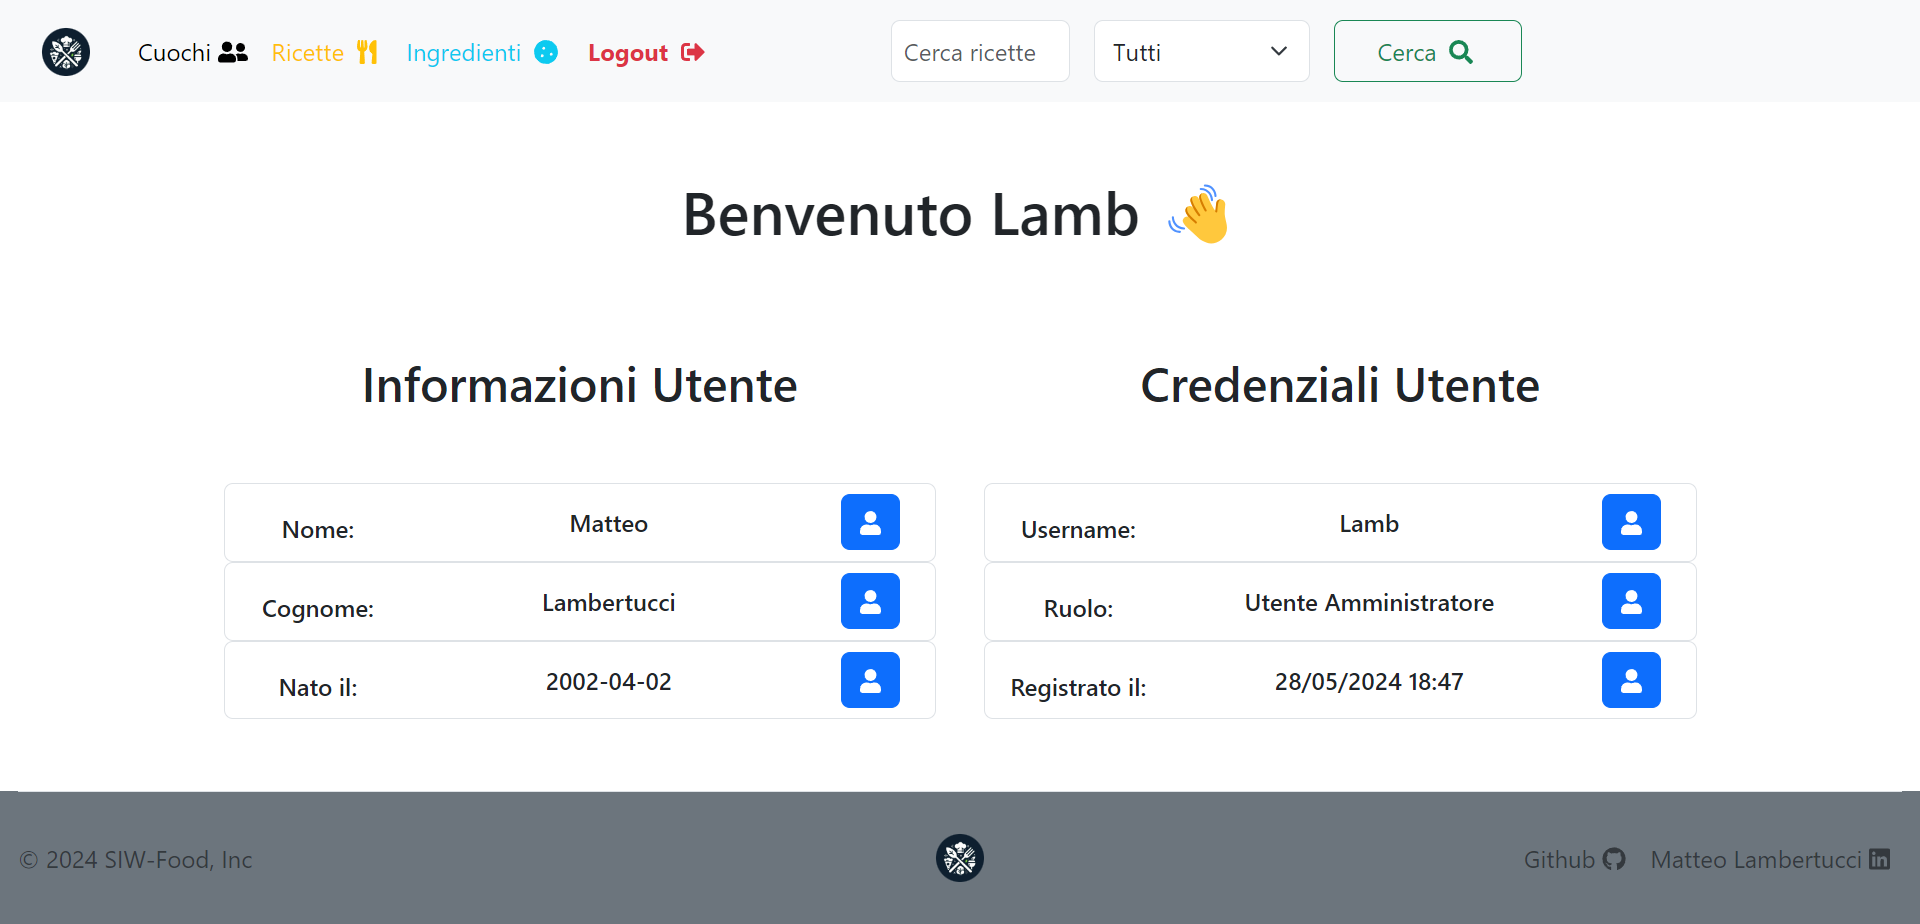 Cuochi Ricette Ingredienti Logout Cerca ricette Tutti Cerca
Benvenuto Lamb 👋
Informazioni Utente
Nome: Matteo
Cognome: Lambertucci
Nato il: 2002-04-02
Credenziali Utente
Username: Lamb
Ruolo: Utente Amministratore
Registrato il: 28/05/2024 18:47
© 2024 SIW-Food, Inc
Github Matteo Lambertucci